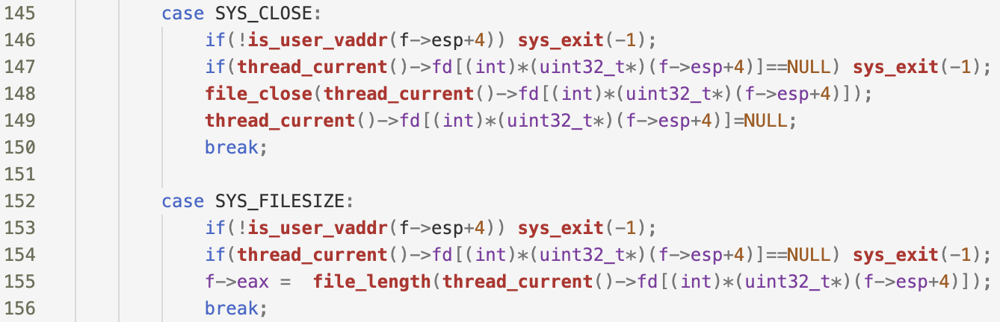 145 case SYS_CLOSE:
146 if(!is_user_vaddr(f->esp+4)) sys_exit(-1);
147 if(thread_current()->fd[(int)*(uint32_t*)(f->esp+4)]==NULL) sys_exit(-1);
148 file_close(thread_current()->fd[(int)*(uint32_t*)(f->esp+4)]);
149 thread_current()->fd[(int)*(uint32_t*)(f->esp+4)]=NULL;
150 break;
151
152 case SYS_FILESIZE:
153 if(!is_user_vaddr(f->esp+4)) sys_exit(-1);
154 if(thread_current()->fd[(int)*(uint32_t*)(f->esp+4)]==NULL) sys_exit(-1);
155 f->eax =  file_length(thread_current()->fd[(int)*(uint32_t*)(f->esp+4)]);
156 break;